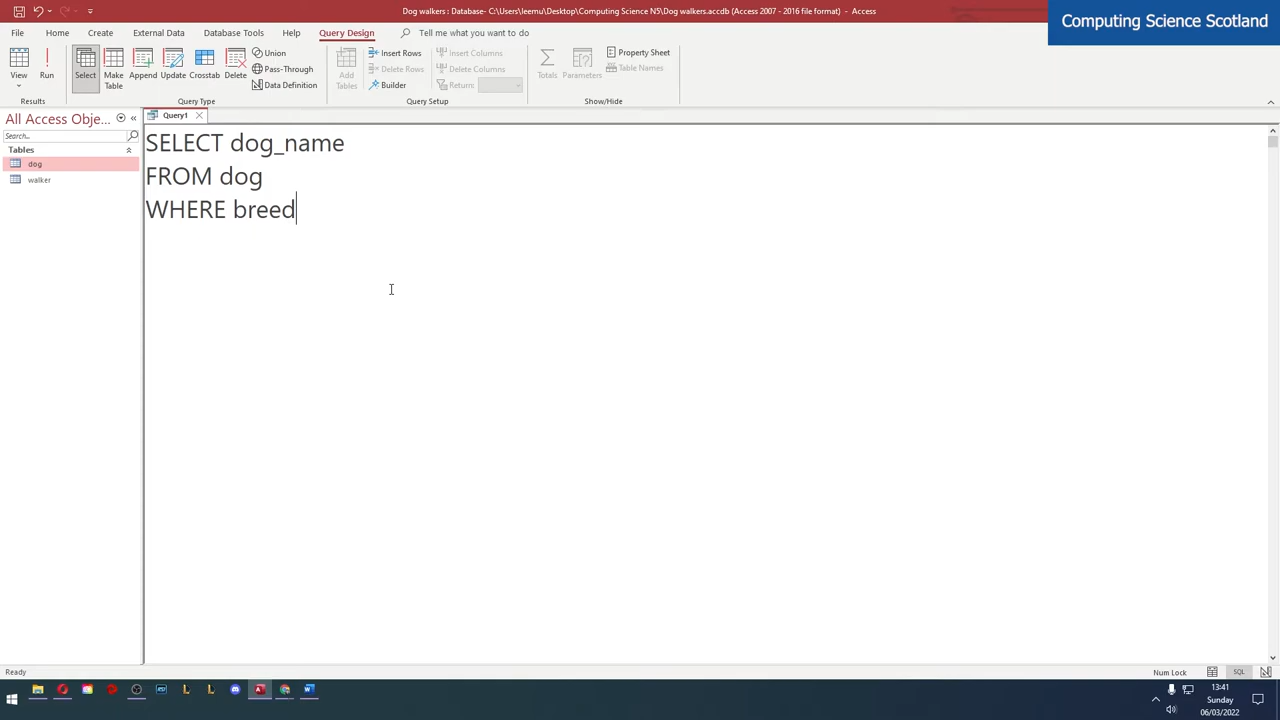 Dog walkers : Database- C:\Users\leemu\Desktop\Computing Science N5\Dog walkers.accdb (Access 2007 - 2016 file format) - Access
Computing Science Scotland
File Home Create External Data Database Tools Help Query Design Tell me what you want to do
View
Run
Select
Make Table
Append
Update
Crosstab
Delete
Union
Pass-Through
Data Definition
Add Tables
Insert Rows
Delete Rows
Builder
Insert Columns
Delete Columns
Return:
Totals
Parameters
Property Sheet
Table Names
Results
Query Type
Query Setup
Show/Hide
All Access Obje...
Search...
Tables
dog
walker
Query1
SELECT dog_name
FROM dog
WHERE breed
Ready
Num Lock
SQL
13:41
Sunday
06/03/2022